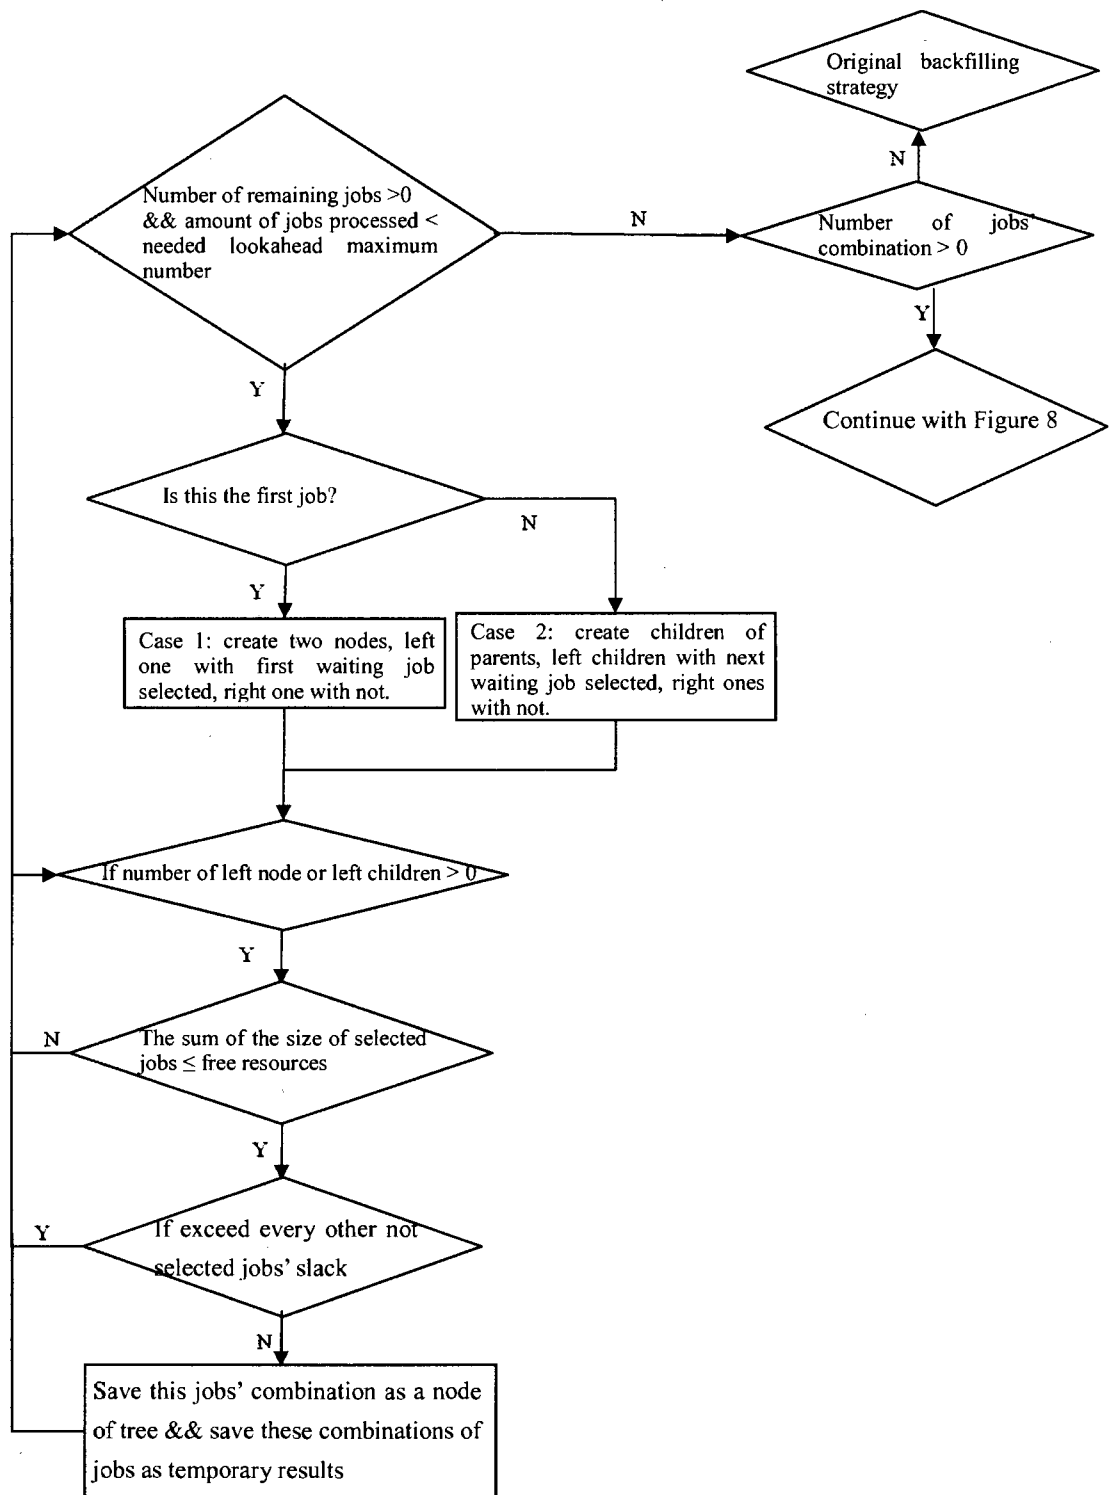 Original backfilling
strategy
N
Number of jobs'
combination > 0
Y
Continue with Figure 8
Number of remaining jobs >0
&& amount of jobs processed <
needed lookahead maximum
number
N
Y
Is this the first job?
N
Y
Case 1: create two nodes, left
one with first waiting job
selected, right one with not.
Case 2: create children of
parents, left children with next
waiting job selected, right ones
with not.
If number of left node or left children > 0
Y
The sum of the size of selected
jobs ≤ free resources
N
Y
If exceed every other not
selected jobs' slack
Y
N
Save this jobs' combination as a node
of tree && save these combinations of
jobs as temporary results